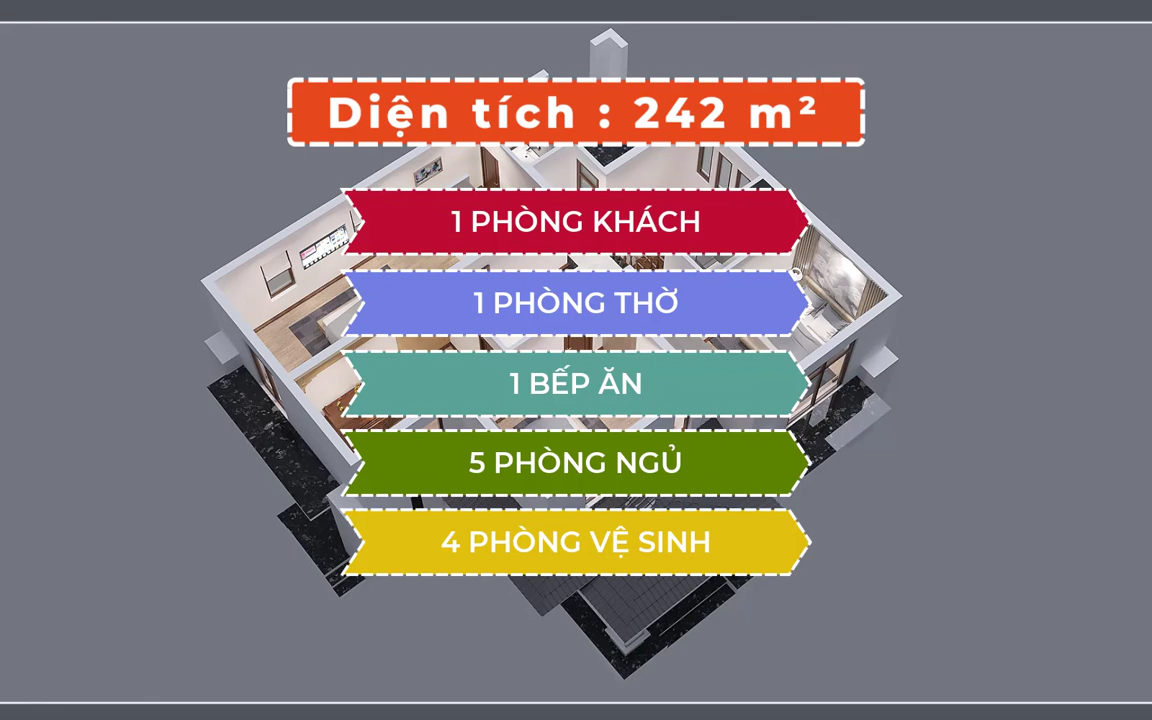 Diện tích : 242 m²
1 PHÒNG KHÁCH
1 PHÒNG THỜ
1 BẾP ĂN
5 PHÒNG NGỦ
4 PHÒNG VỆ SINH